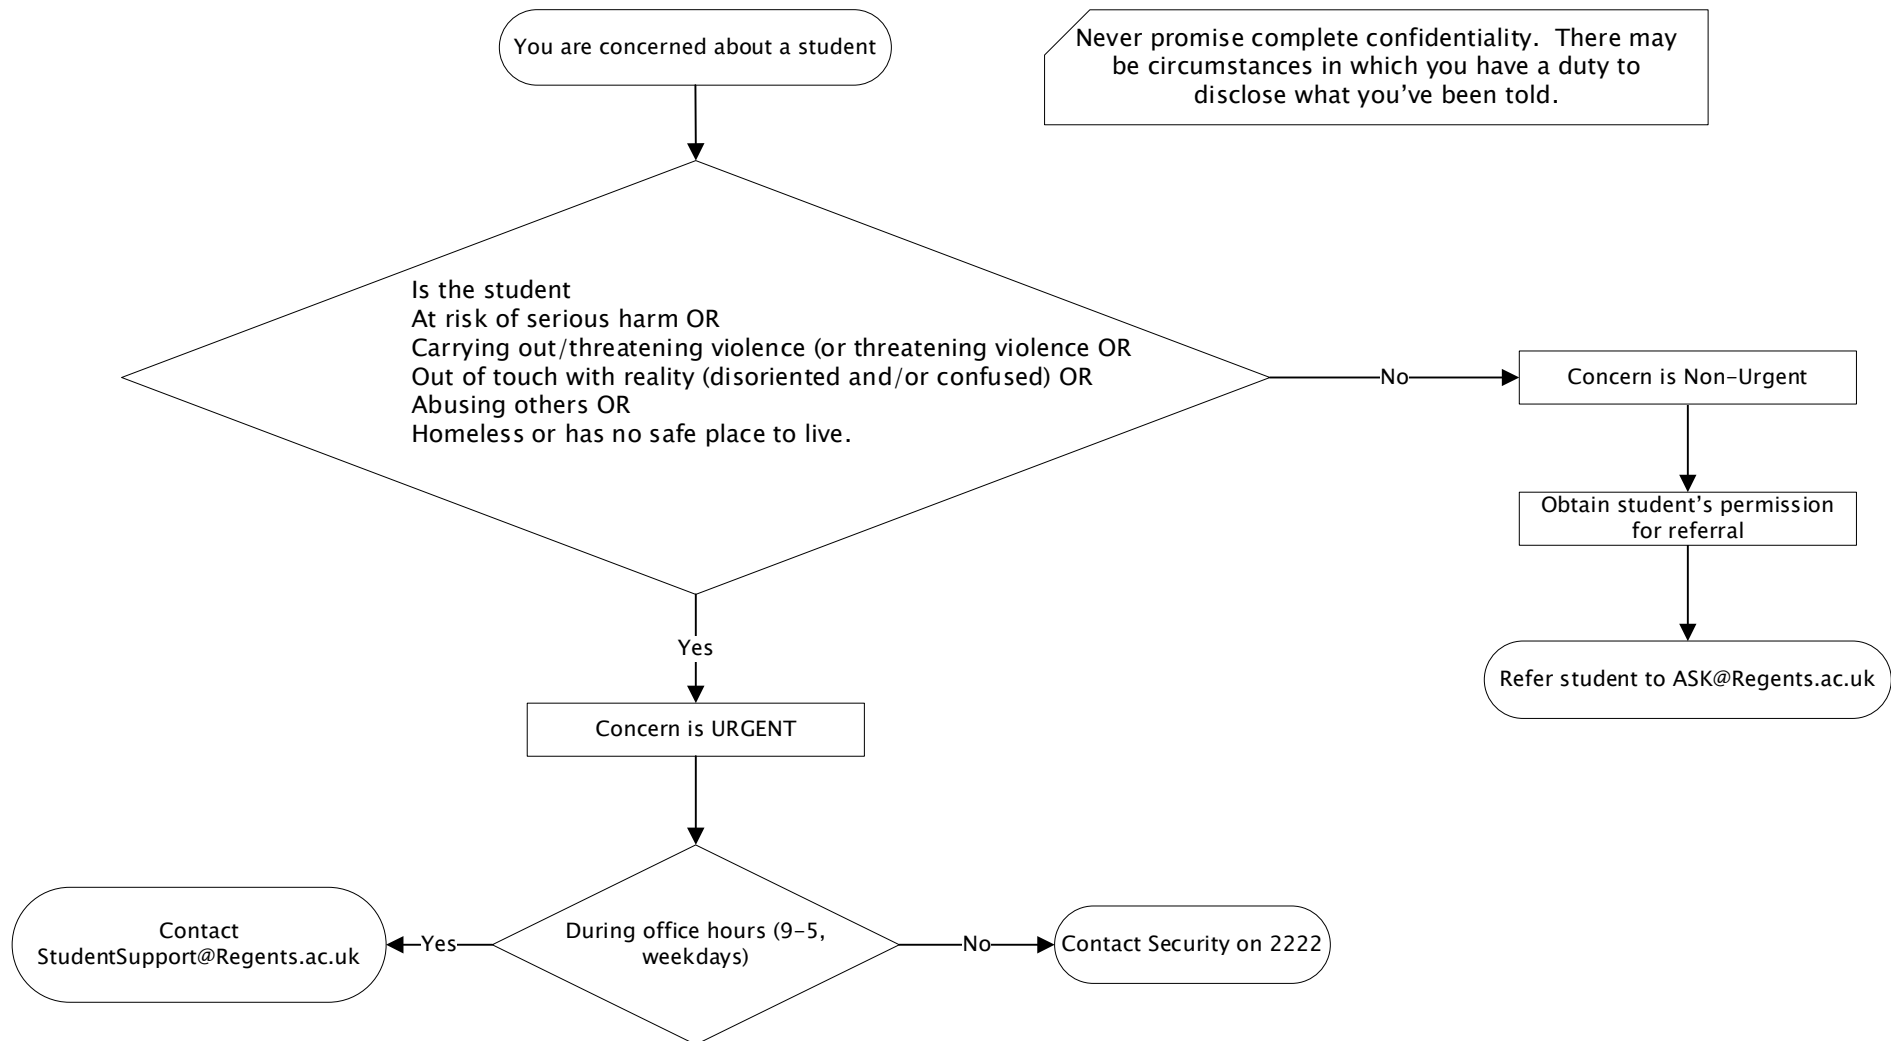 You are concerned about a student
Never promise complete confidentiality.  There may
be circumstances in which you have a duty to
disclose what you’ve been told.
Is the student
At risk of serious harm OR
Carrying out/threatening violence (or threatening violence OR
Out of touch with reality (disoriented and/or confused) OR
Abusing others OR
Homeless or has no safe place to live.
No
Concern is Non-Urgent
Obtain student’s permission
for referral
Refer student to ASK@Regents.ac.uk
Yes
Concern is URGENT
During office hours (9-5,
weekdays)
Yes
Contact
StudentSupport@Regents.ac.uk
No
Contact Security on 2222